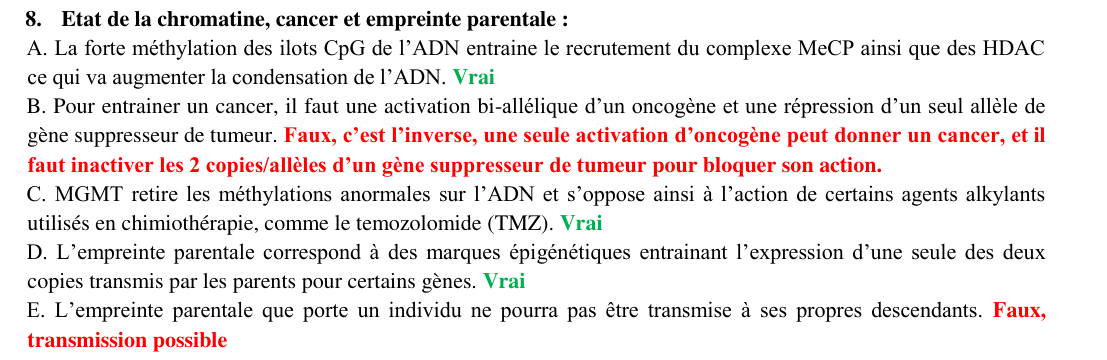 8. Etat de la chromatine, cancer et empreinte parentale :
A. La forte méthylation des ilots CpG de l’ADN entraine le recrutement du complexe MeCP ainsi que des HDAC
ce qui va augmenter la condensation de l’ADN. Vrai
B. Pour entrainer un cancer, il faut une activation bi-allélique d’un oncogène et une répression d’un seul allèle de
gène suppresseur de tumeur. Faux, c’est l’inverse, une seule activation d’oncogène peut donner un cancer, et il
faut inactiver les 2 copies/allèles d’un gène suppresseur de tumeur pour bloquer son action.
C. MGMT retire les méthylations anormales sur l’ADN et s’oppose ainsi à l’action de certains agents alkylants
utilisés en chimiothérapie, comme le temozolomide (TMZ). Vrai
D. L’empreinte parentale correspond à des marques épigénétiques entrainant l’expression d’une seule des deux
copies transmis par les parents pour certains gènes. Vrai
E. L’empreinte parentale que porte un individu ne pourra pas être transmise à ses propres descendants. Faux,
transmission possible